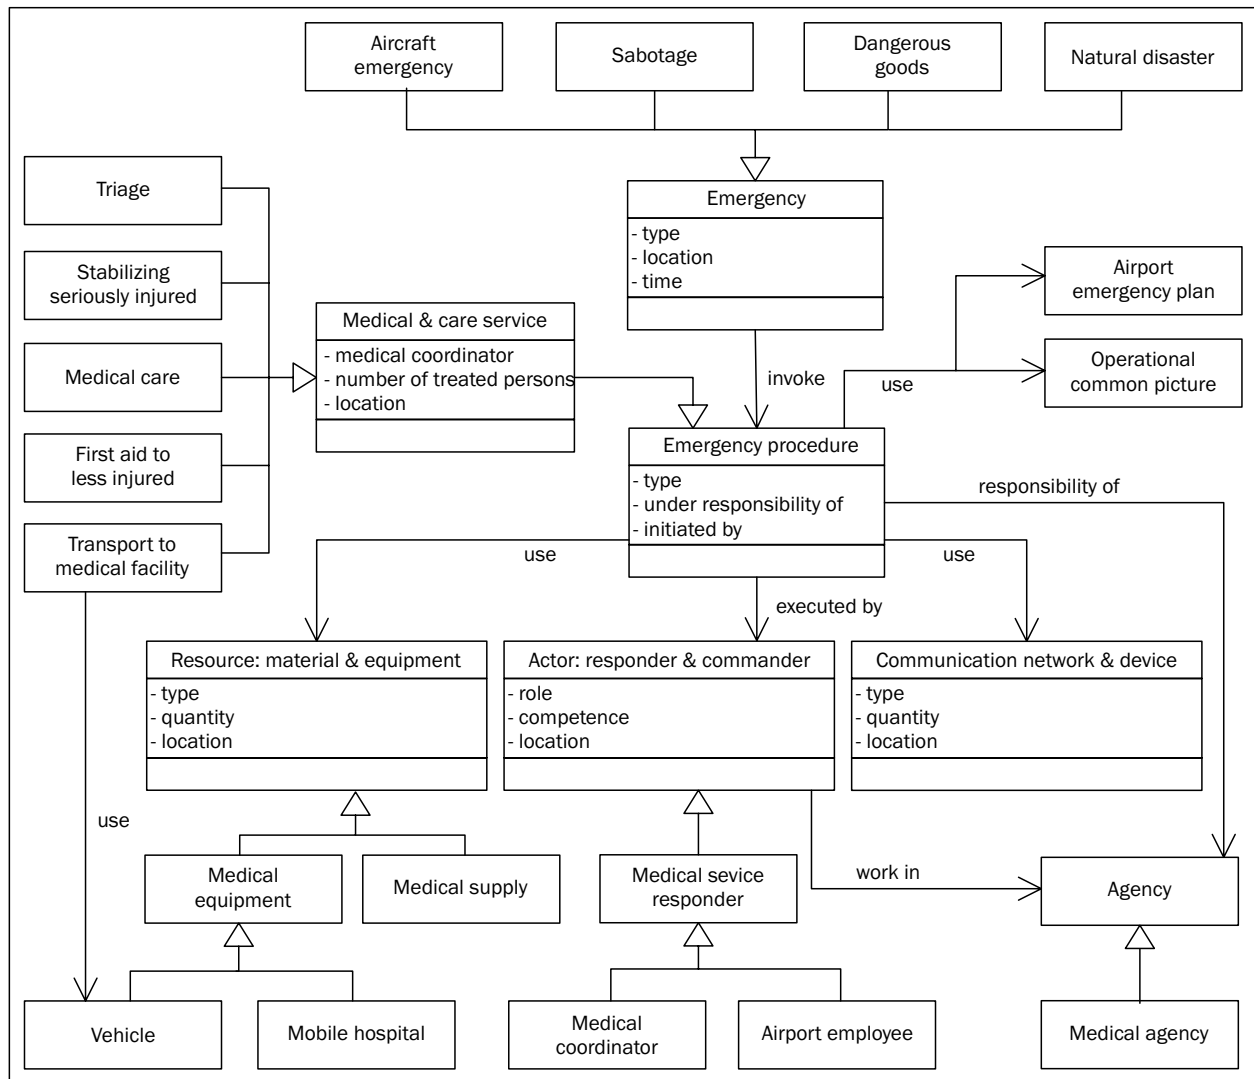 Aircraft
emergency
Sabotage
Dangerous
goods
Natural disaster
Triage
Stabilizing
seriously injured
Medical care
First aid to
less injured
Transport to
medical facility
Medical & care service
- medical coordinator
- number of treated persons
- location
Emergency
- type
- location
- time
invoke
use
Airport
emergency plan
Operational
common picture
Emergency procedure
- type
- under responsibility of
- initiated by
responsibility of
use
executed by
use
Resource: material & equipment
- type
- quantity
- location
Actor: responder & commander
- role
- competence
- location
Communication network & device
- type
- quantity
- location
use
Medical
equipment
Medical supply
Medical sevice
responder
work in
Agency
Vehicle
Mobile hospital
Medical
coordinator
Airport employee
Medical agency